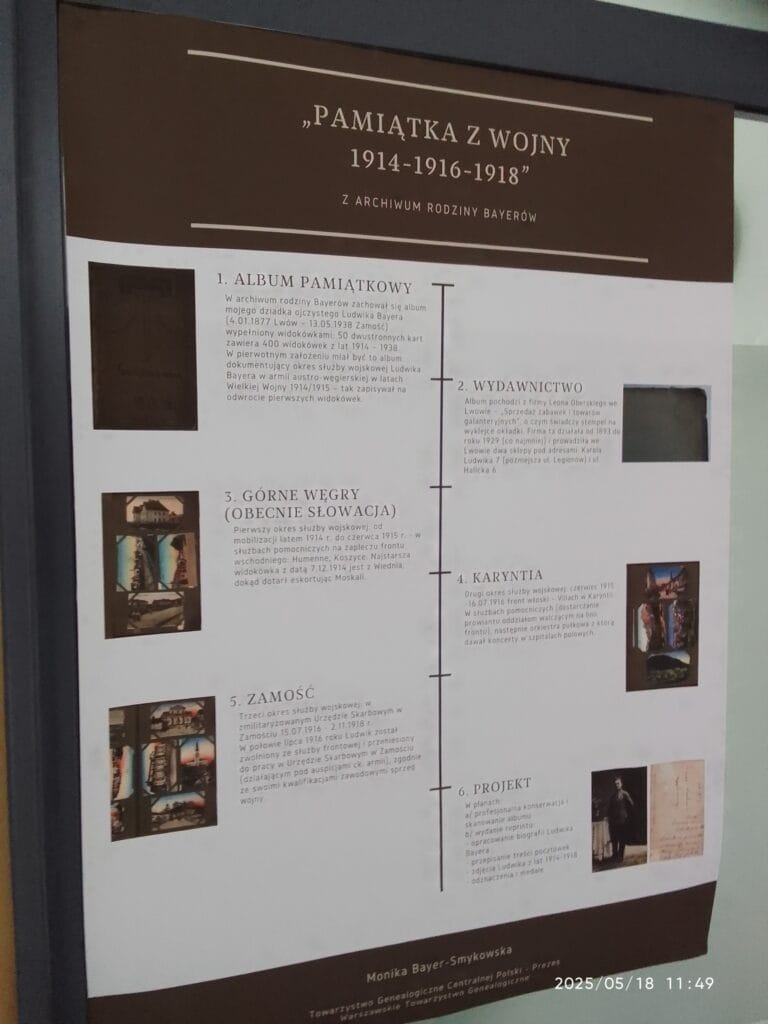 „PAMIĄTKA Z WOJNY
1914-1916-1918”
Z ARCHIWUM RODZINY BAYERÓW
1. ALBUM PAMIĄTKOWY
W archiwum rodziny Bayerów zachował się album
mojego dziadka ojczystego Ludwika Bayera
(4.01.1877 Lwów - 13.05.1938 Zamość)
wypełniony widokówkami: 50 dwustronnych kart
zawiera 400 widokówek z lat 1914 - 1938.
W pierwotnym założeniu miał być to album
dokumentujący okres służby wojskowej Ludwika
Bayera w armii austro-węgierskiej w latach
Wielkiej Wojny 1914/1915 – tak zapisywał na
odwrocie pierwszych widokówek.
2. WYDAWNICTWO
Album pochodzi z firmy Leona Oberskiego we
Lwowie - „Sprzedaż zabawek i towarów
galanteryjnych”, o czym świadczy stempel na
wyklejce okładki. Firma ta działała od 1893 do
roku 1929 (co najmniej) i prowadziła we
Lwowie dwa sklepy pod adresami: Karola
Ludwika 7 (późniejsza ul. Legionów) i ul.
Halicka 6.
3. GÓRNE WĘGRY
(OBECNIE SŁOWACJA)
Pierwszy okres służby wojskowej: od
mobilizacji latem 1914 r. do czerwca 1915 r. - w
służbach pomocniczych na zapleczu frontu
wschodniego: Humenne, Koszyce. Najstarsza
widokówka z datą 7.12.1914 jest z Wiednia,
dokąd dotarł eskortując Moskali.
4. KARYNTIA
Drugi okres służby wojskowej: czerwiec 1915
-16.07.1916 front włoski - Villach w Karyntii.
W służbach pomocniczych (dostarczanie
prowiantu oddziałom walczącym na linii
frontu), następnie orkiestra pułkowa z którą
dawał koncerty w szpitalach polowych.
5. ZAMOŚĆ
Trzeci okres służby wojskowej: w
zmilitaryzowanym Urzędzie Skarbowym w
Zamościu 15.07.1916 - 2.11.1918 r.
W połowie lipca 1916 roku Ludwik został
zwolniony ze służby frontowej i przeniesiony
do pracy w Urzędzie Skarbowym w Zamościu
(działającym pod auspicjami ck. armii), zgodnie
ze swoimi kwalifikacjami zawodowymi sprzed
wojny.
6. PROJEKT
W planach:
a/ profesjonalna konserwacja i
skanowanie albumu
b/ wydanie reprintu:
- opracowanie biografii Ludwika
Bayera
- przepisanie treści pocztówek
- zdjęcia Ludwika z lat 1914-1918
- odznaczenia i medale
Monika Bayer-Smykowska
Towarzystwo Genealogiczne Centralnej Polski - Prezes
Warszawskie Towarzystwo Genealogiczne
2025/05/18 11:49